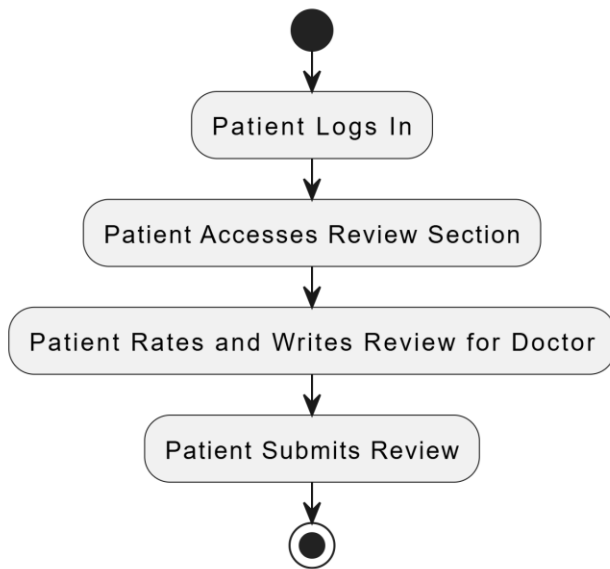 Patient Logs In
Patient Accesses Review Section
Patient Rates and Writes Review for Doctor
Patient Submits Review